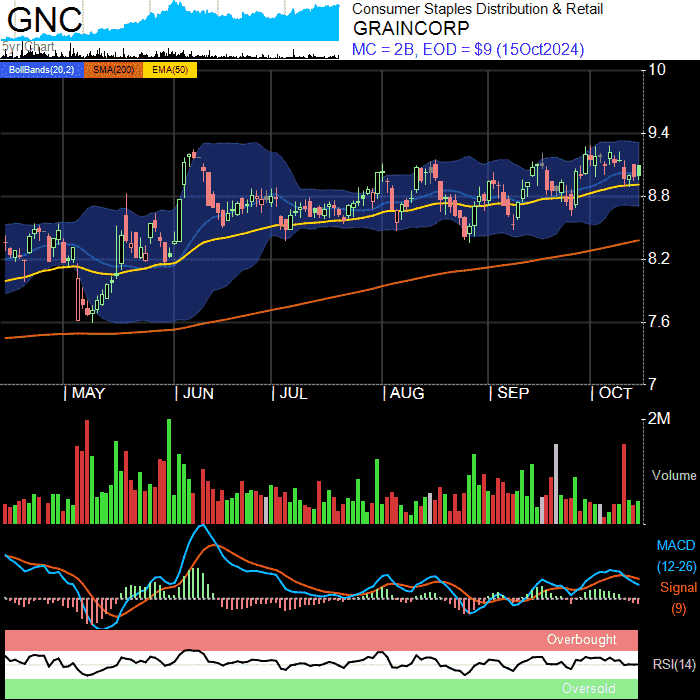 GNC
5yr Chart
Consumer Staples Distribution & Retail
GRAINCORP
MC = 2B, EOD = $9 (15Oct2024)
BollBands(20,2) SMA(200) EMA(50)
10
9.4
8.8
8.2
7.6
7
MAY JUN JUL AUG SEP OCT
2M
Volume
MACD
(12-26)
Signal
(9)
Overbought
RSI(14)
Oversold